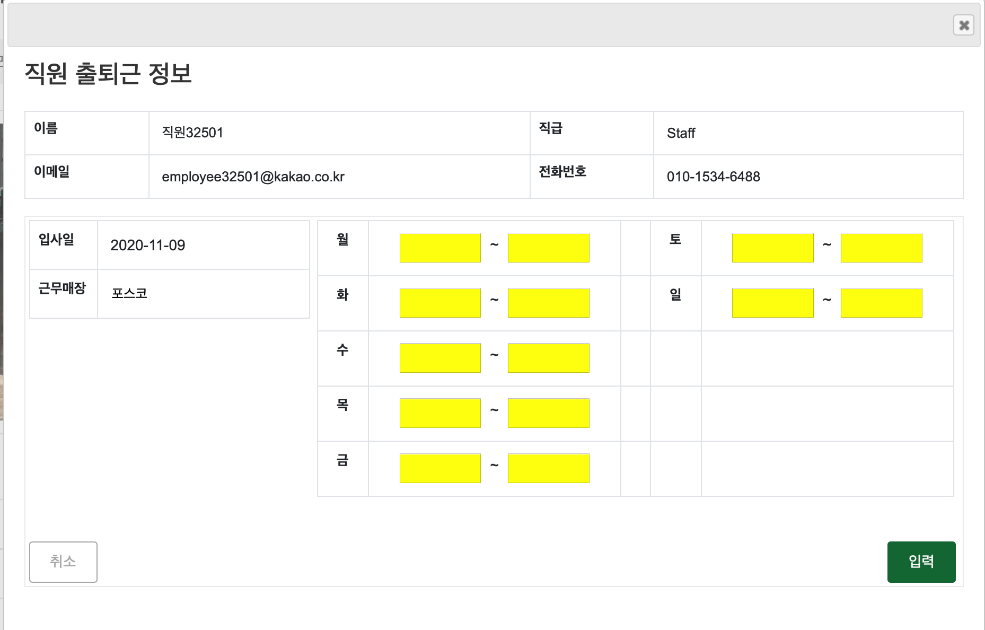 직원 출퇴근 정보
이름 직원32501 직급 Staff
이메일 employee32501@kakao.co.kr 전화번호 010-1534-6488
입사일 2020-11-09 월 ~ 토 ~
근무매장 포스코 화 ~ 일 ~
수 ~
목 ~
금 ~
취소 입력